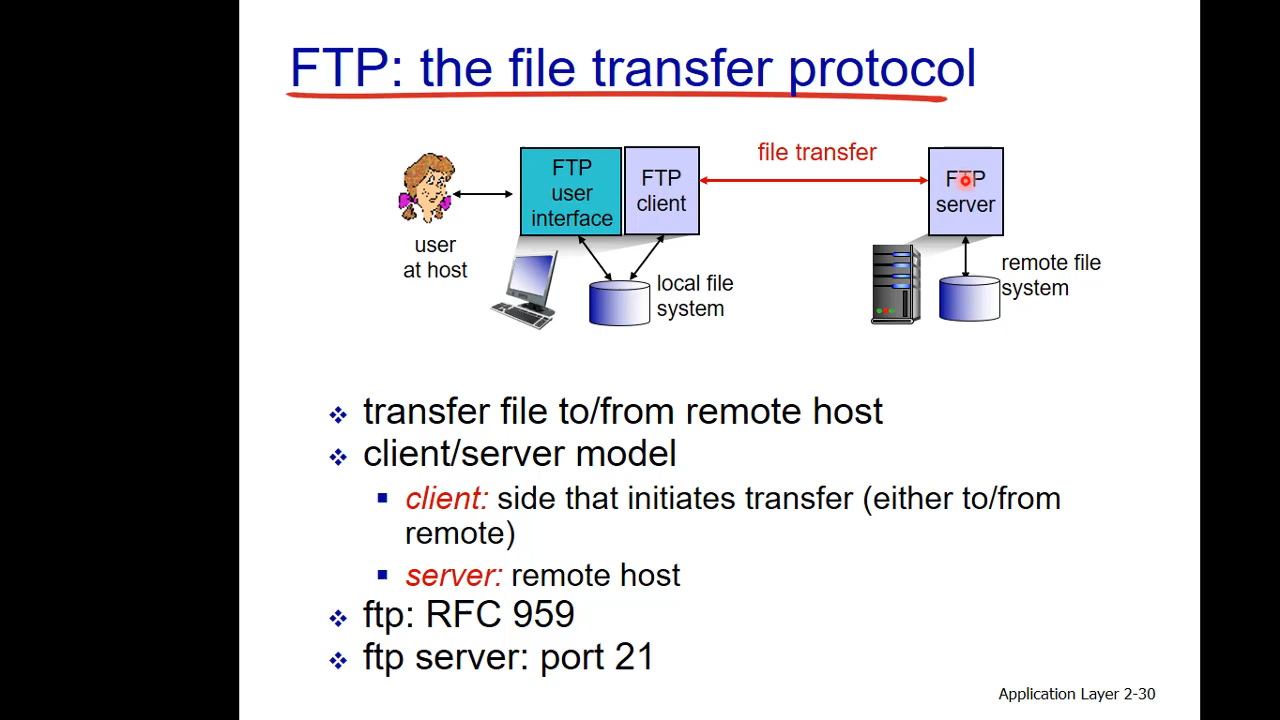 FTP: the file transfer protocol
file transfer
FTP
user
interface
FTP
client
FTP
server
user
at host
local file
system
remote file
system
transfer file to/from remote host
client/server model
client: side that initiates transfer (either to/from
remote)
server: remote host
ftp: RFC 959
ftp server: port 21
Application Layer 2-30